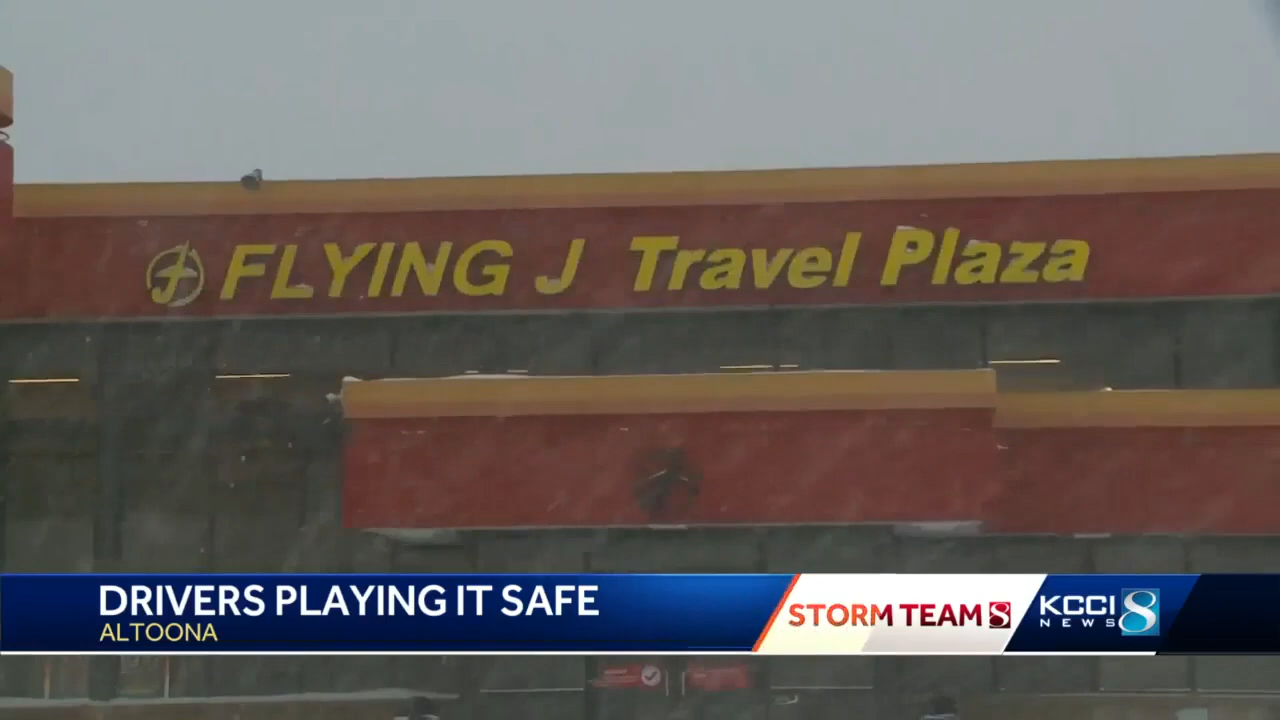 FLYING J Travel Plaza
DRIVERS PLAYING IT SAFE
ALTOONA
STORM TEAM 8
KCCI 8
NEWS